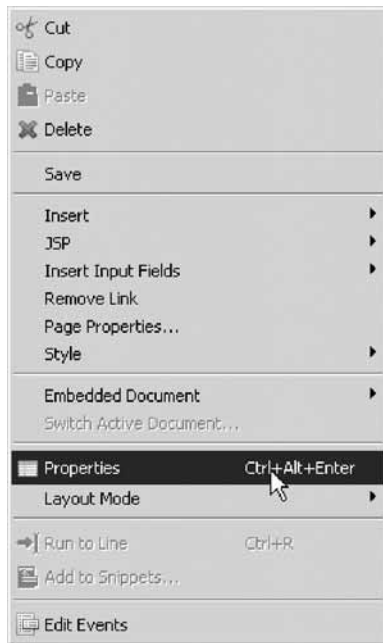 Cut
Copy
Paste
Delete
Save
Insert
JSP
Insert Input Fields
Remove Link
Page Properties...
Style
Embedded Document
Switch Active Document...
Properties Ctrl+Alt+Enter
Layout Mode
Run to Line Ctrl+R
Add to Snippets...
Edit Events